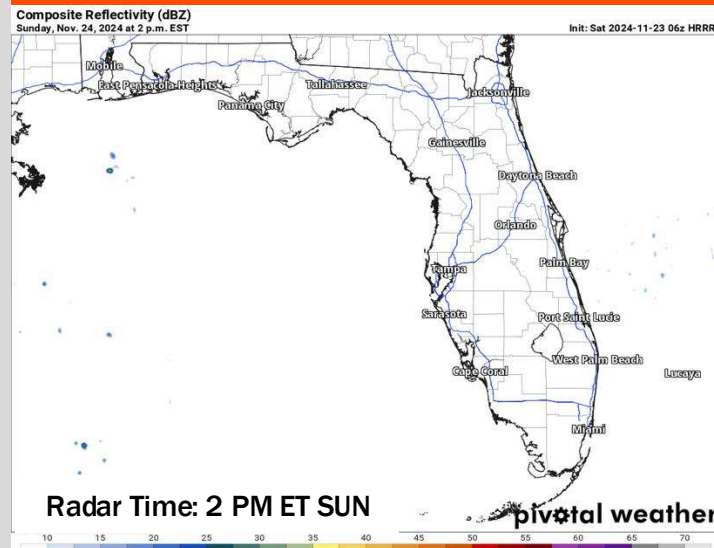 Composite Reflectivity (dBZ)
Sunday, Nov. 24, 2024 at 2 p.m. EST
Init: Sat 2024-11-23 06z HRRR
Mobile
East Pensacola Heights
Tallahassee
Jacksonville
Panama City
Gainesville
Daytona Beach
Orlando
Palm Bay
Tampa
Sarasota
Port Saint Lucie
West Palm Beach
Cape Coral
Lucaya
Miami
Radar Time: 2 PM ET SUN
pivotal weather
10 15 20 25 30 35 40 45 50 55 60 65 70